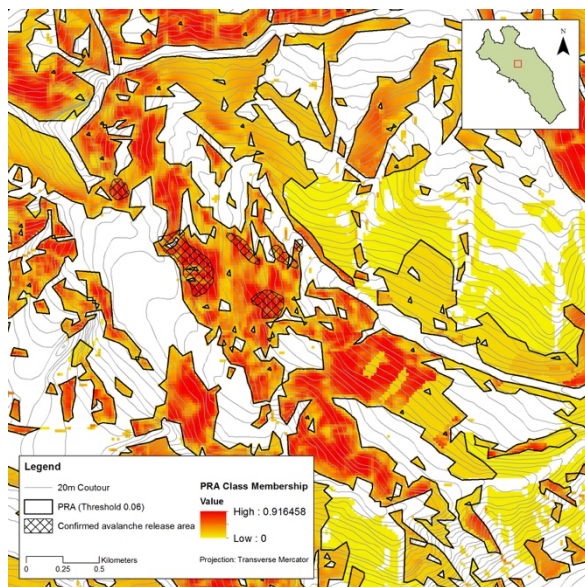 N
Legend
20m Coutour
PRA (Threshold 0.06)
Confirmed avalanche release area
PRA Class Membership
Value
High : 0.916458
Low : 0
Kilometers
0 0.25 0.5
Projection: Transverse Mercator